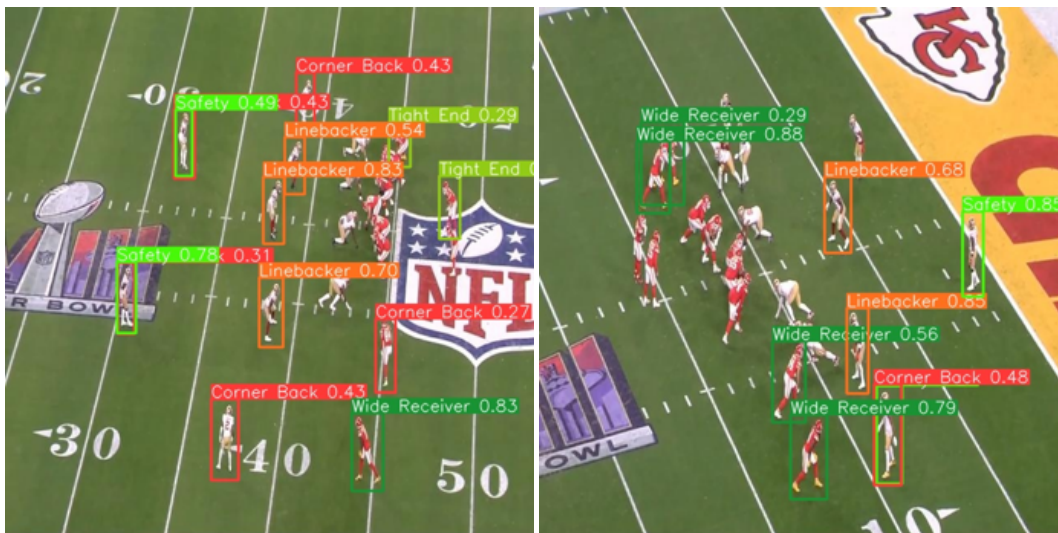 Corner Back 0.43
Safety 0.49
0.43
Tight End 0.29
Linebacker 0.54
Linebacker 0.83
Tight End
Safety 0.78
0.31
Linebacker 0.70
Corner Back 0.27
Corner Back 0.43
Wide Receiver 0.83
NFL
BOWL
30
40
50
Wide Receiver 0.29
Wide Receiver 0.88
Linebacker 0.68
Safety 0.85
Linebacker 0.85
Wide Receiver 0.56
Corner Back 0.48
Wide Receiver 0.79
KC
OWL
10